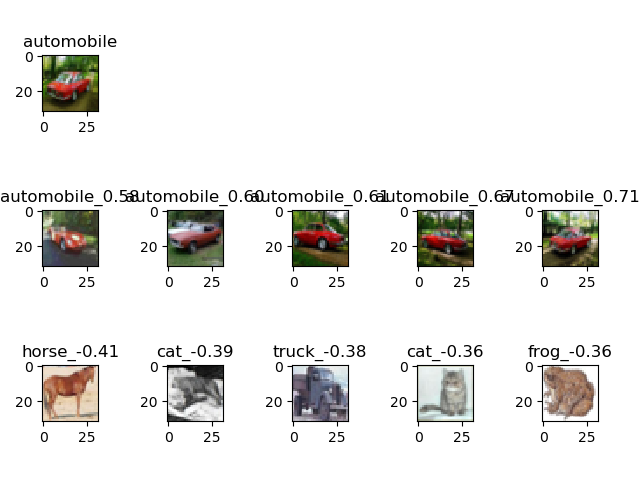 automobile
0
20
0 25
automobile_0.58 automobile_0.60 automobile_0.61 automobile_0.67 automobile_0.71
0 0 0 0 0
20 20 20 20 20
0 25 0 25 0 25 0 25 0 25
horse_-0.41 cat_-0.39 truck_-0.38 cat_-0.36 frog_-0.36
0 0 0 0 0
20 20 20 20 20
0 25 0 25 0 25 0 25 0 25